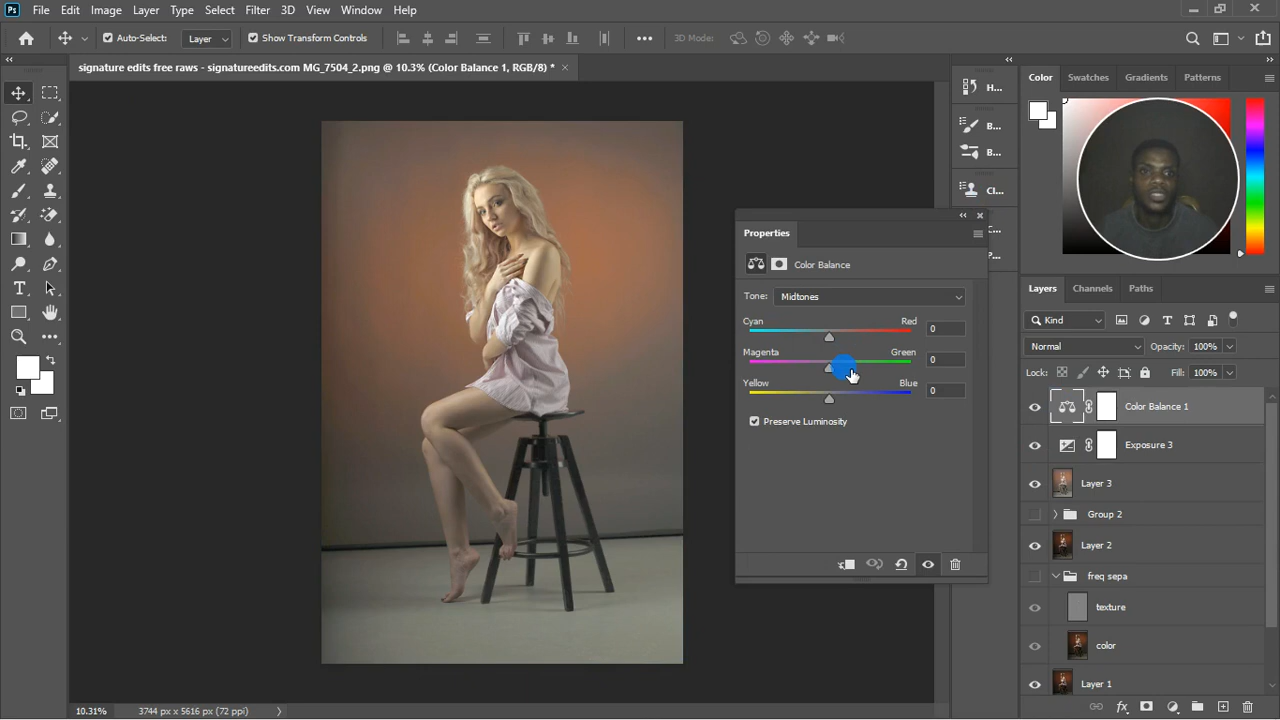 Ps File Edit Image Layer Type Select Filter 3D View Window Help
Auto-Select: Layer Show Transform Controls 3D Mode:
signature edits free raws - signatureedits.com MG_7504_2.png @ 10.3% (Color Balance 1, RGB/8) *
H...
B...
B...
Cl...
C...
P...
Properties
Color Balance
Tone: Midtones
Cyan Red 0
Magenta Green 0
Yellow Blue 0
Preserve Luminosity
Color Swatches Gradients Patterns
Layers Channels Paths
Kind
Normal Opacity: 100%
Lock: Fill: 100%
Color Balance 1
Exposure 3
Layer 3
Group 2
Layer 2
freq sepa
texture
color
Layer 1
10.31% 3744 px x 5616 px (72 ppi)